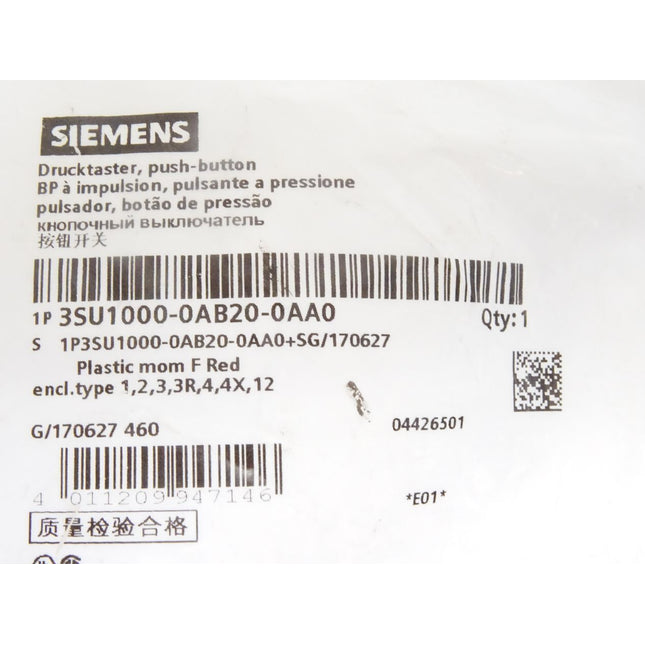 SIEMENS
Drucktaster, push-button
BP à impulsion, pulsante a pressione
pulsador, botão de pressão
кнопочный выключатель
按钮开关
1P 3SU1000-0AB20-0AA0 Qty:1
S 1P3SU1000-0AB20-0AA0+SG/170627
Plastic mom F Red
encl.type 1,2,3,3R,4,4X,12
G/170627 460 04426501
4 011209 947146
*E01*
质量检验合格